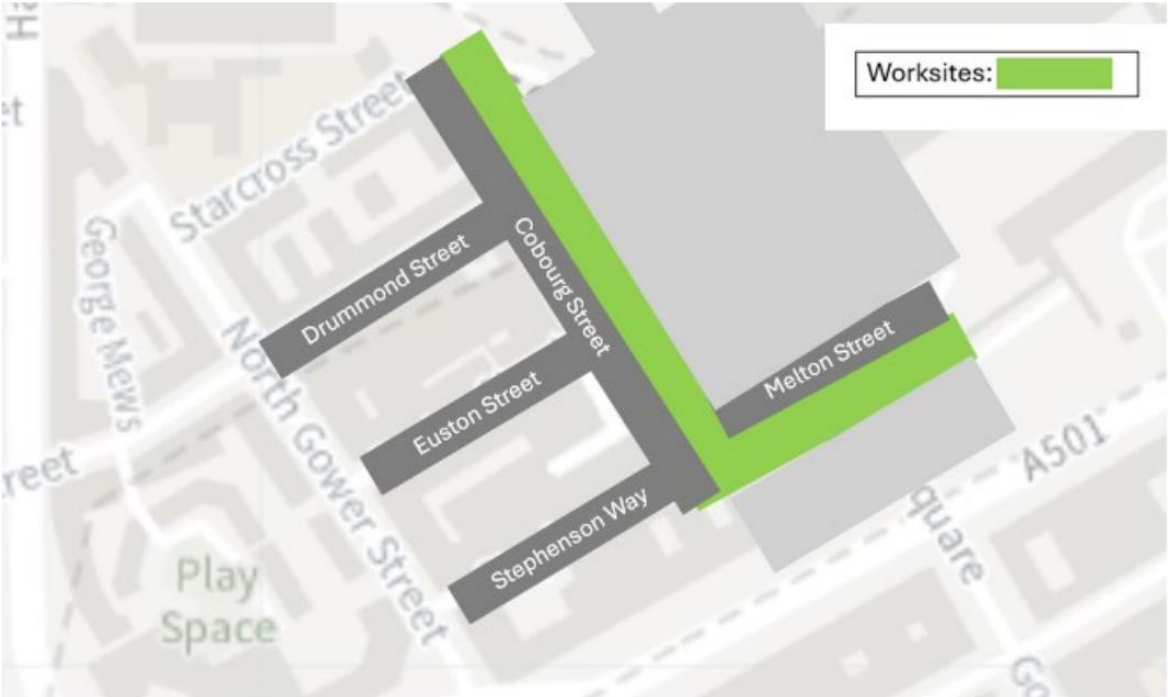 Worksites:
Starcross Street
George Mews
Drummond Street
Cobourg Street
North Gower Street
Euston Street
Melton Street
Stephenson Way
A501
quare
reet
et
Play
Space